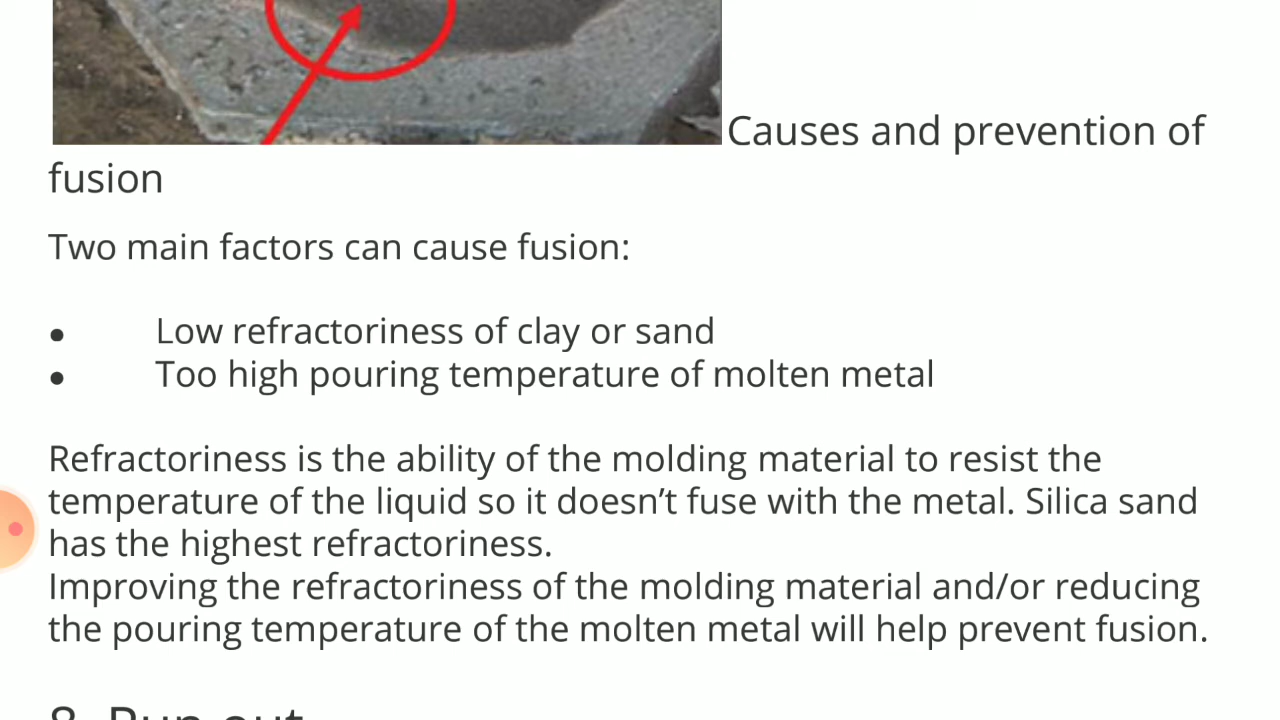 Causes and prevention of
fusion
Two main factors can cause fusion:
• Low refractoriness of clay or sand
• Too high pouring temperature of molten metal
Refractoriness is the ability of the molding material to resist the
temperature of the liquid so it doesn’t fuse with the metal. Silica sand
has the highest refractoriness.
Improving the refractoriness of the molding material and/or reducing
the pouring temperature of the molten metal will help prevent fusion.
8. Run out